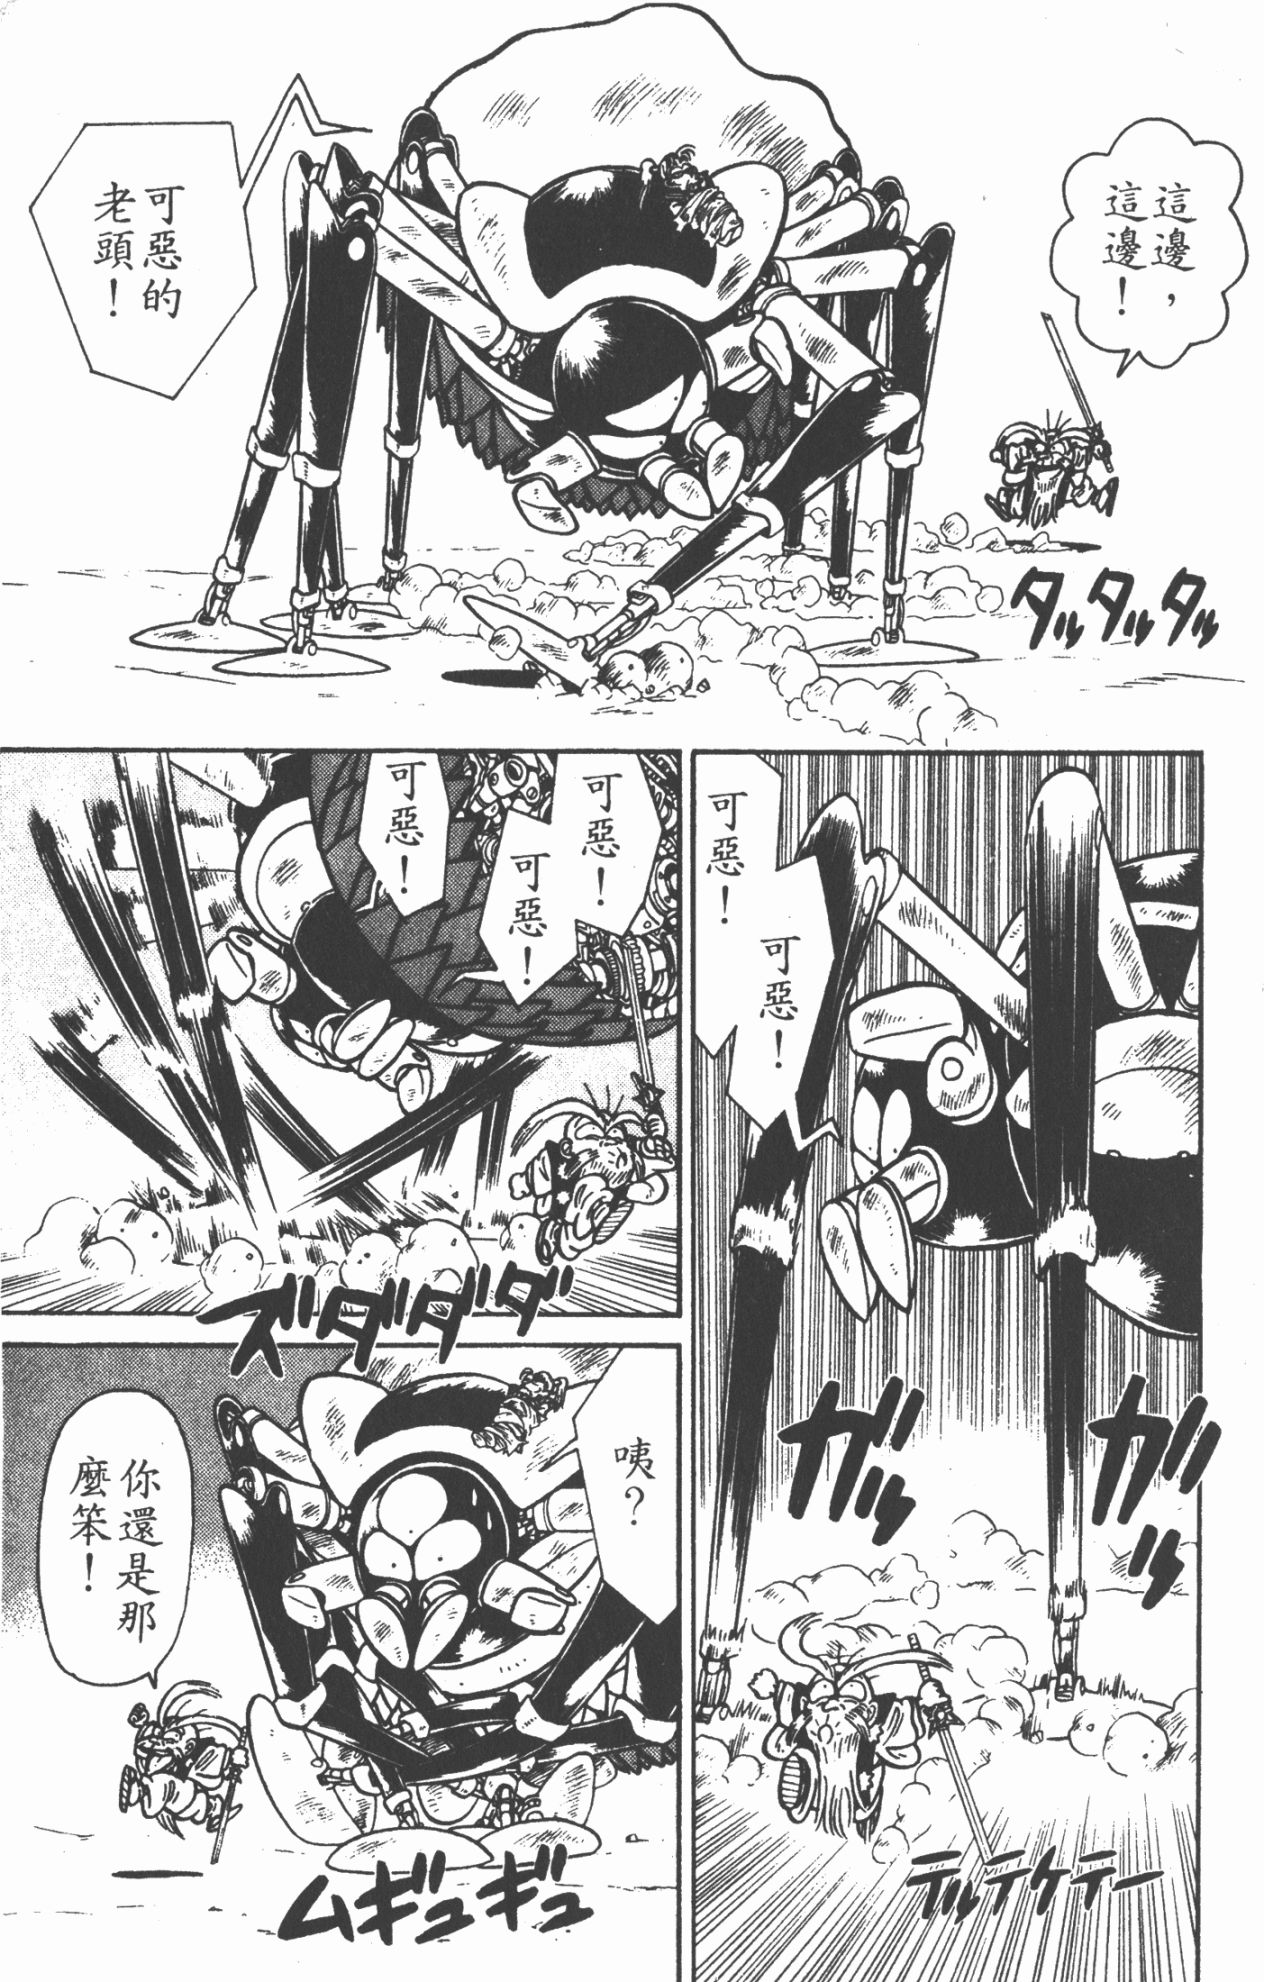 這邊，
這邊！
可惡的
老頭！
タッタッタッ
可惡！
可惡！
ガッ
ガッ
テッテケテー
可惡！
可惡！
可惡！
ズダダダ
咦？
你還是那
麼笨！
ムギュギュ